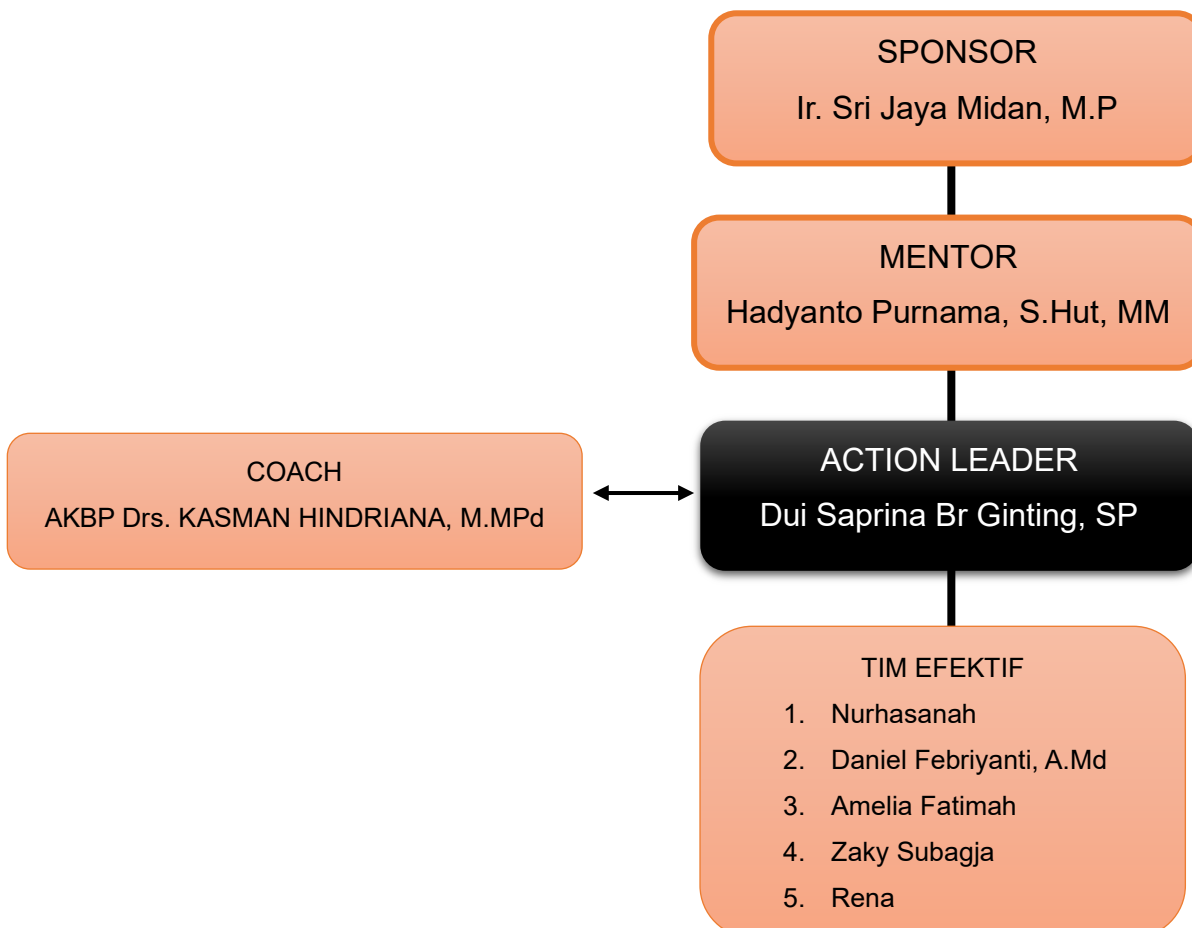 SPONSOR
Ir. Sri Jaya Midan, M.P
MENTOR
Hadyanto Purnama, S.Hut, MM
COACH
AKBP Drs. KASMAN HINDRIANA, M.MPd
ACTION LEADER
Dui Saprina Br Ginting, SP
TIM EFEKTIF
1. Nurhasanah
2. Daniel Febriyanti, A.Md
3. Amelia Fatimah
4. Zaky Subagja
5. Rena